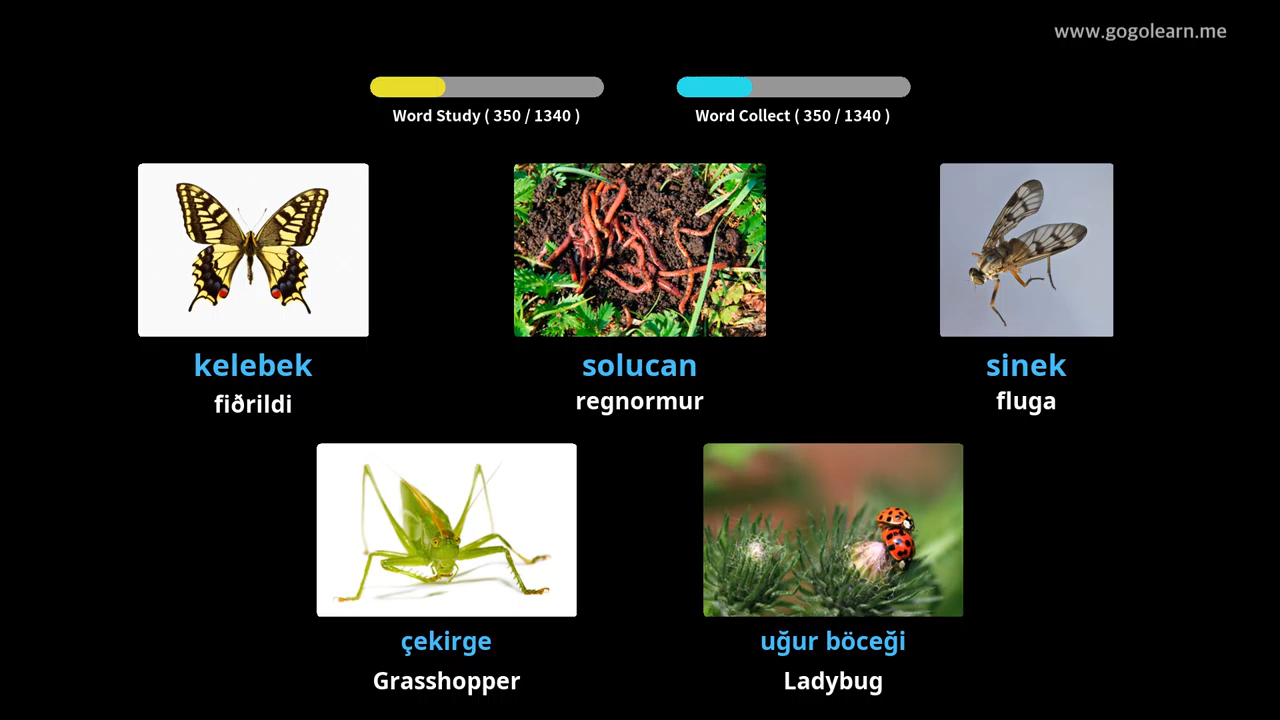 www.gogolearn.me
Word Study ( 350 / 1340 )
Word Collect ( 350 / 1340 )
kelebek
fiðrildi
solucan
regnormur
sinek
fluga
çekirge
Grasshopper
uğur böceği
Ladybug